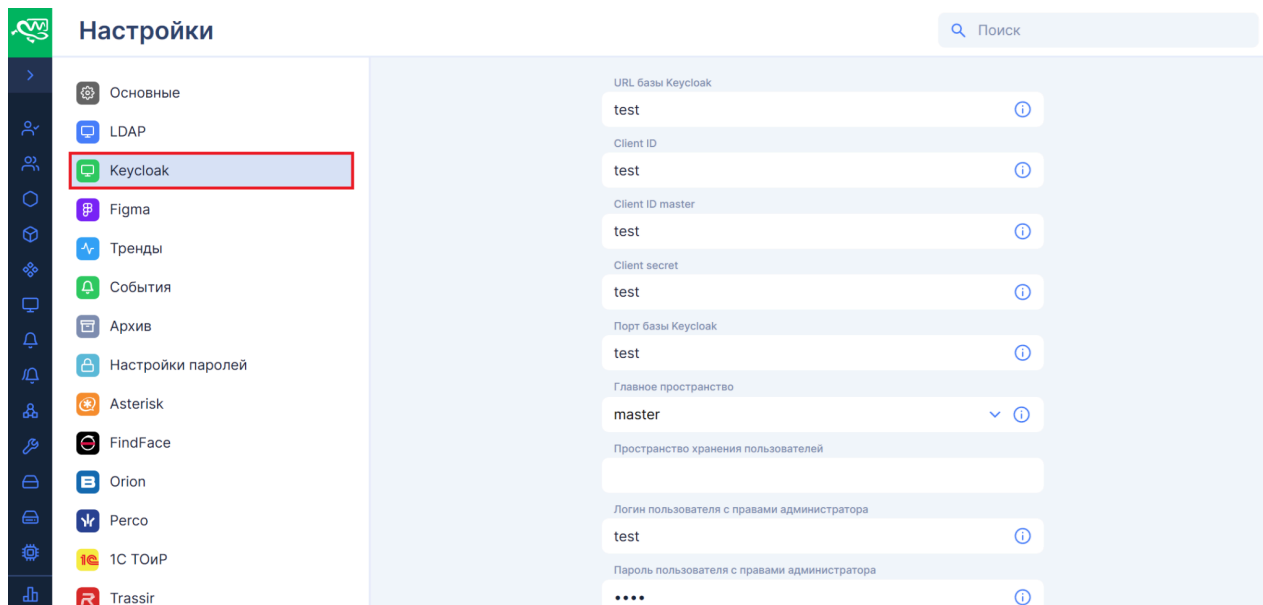 Настройки
Поиск
Основные
LDAP
Keycloak
Figma
Тренды
События
Архив
Настройки паролей
Asterisk
FindFace
Orion
Perco
1С ТОиР
Trassir
URL базы Keycloak
test
Client ID
test
Client ID master
test
Client secret
test
Порт базы Keycloak
test
Главное пространство
master
Пространство хранения пользователей
Логин пользователя с правами администратора
test
Пароль пользователя с правами администратора
••••